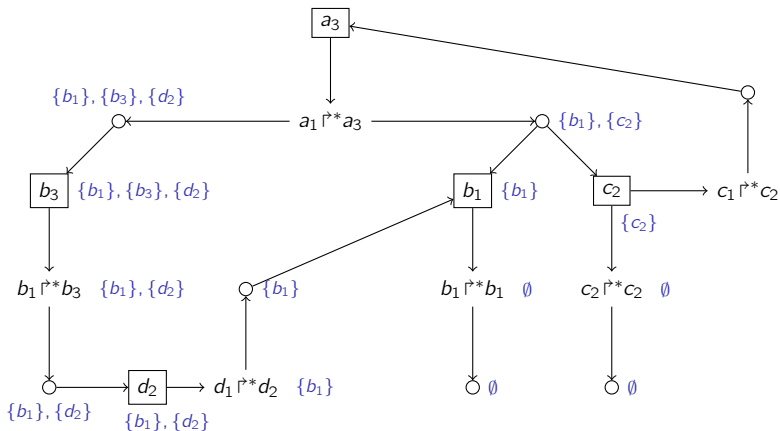 a₃
{b₁}, {b₃}, {d₂}
a₁ ↱* a₃
{b₁}, {c₂}
b₃ {b₁}, {b₃}, {d₂}
b₁ {b₁}
c₂
c₁ ↱* c₂
{c₂}
b₁ ↱* b₃ {b₁}, {d₂}
{b₁}
b₁ ↱* b₁ ∅
c₂ ↱* c₂ ∅
{b₁}, {d₂}
d₂
{b₁}, {d₂}
d₁ ↱* d₂ {b₁}
∅
∅